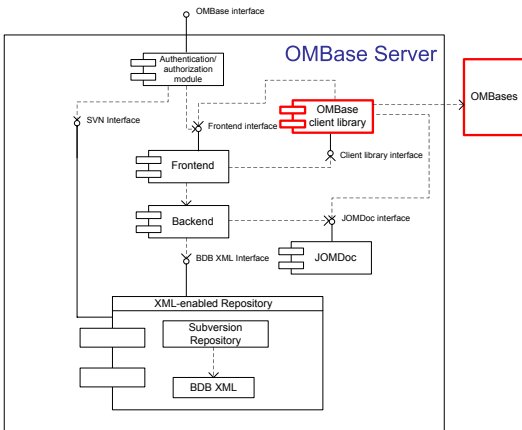 OMBase interface
OMBase Server
Authentication/
authorization
module
OMBases
OMBase
client library
SVN Interface
Frontend interface
Client library interface
Frontend
Backend
JOMDoc interface
BDB XML Interface
JOMDoc
XML-enabled Repository
Subversion
Repository
BDB XML